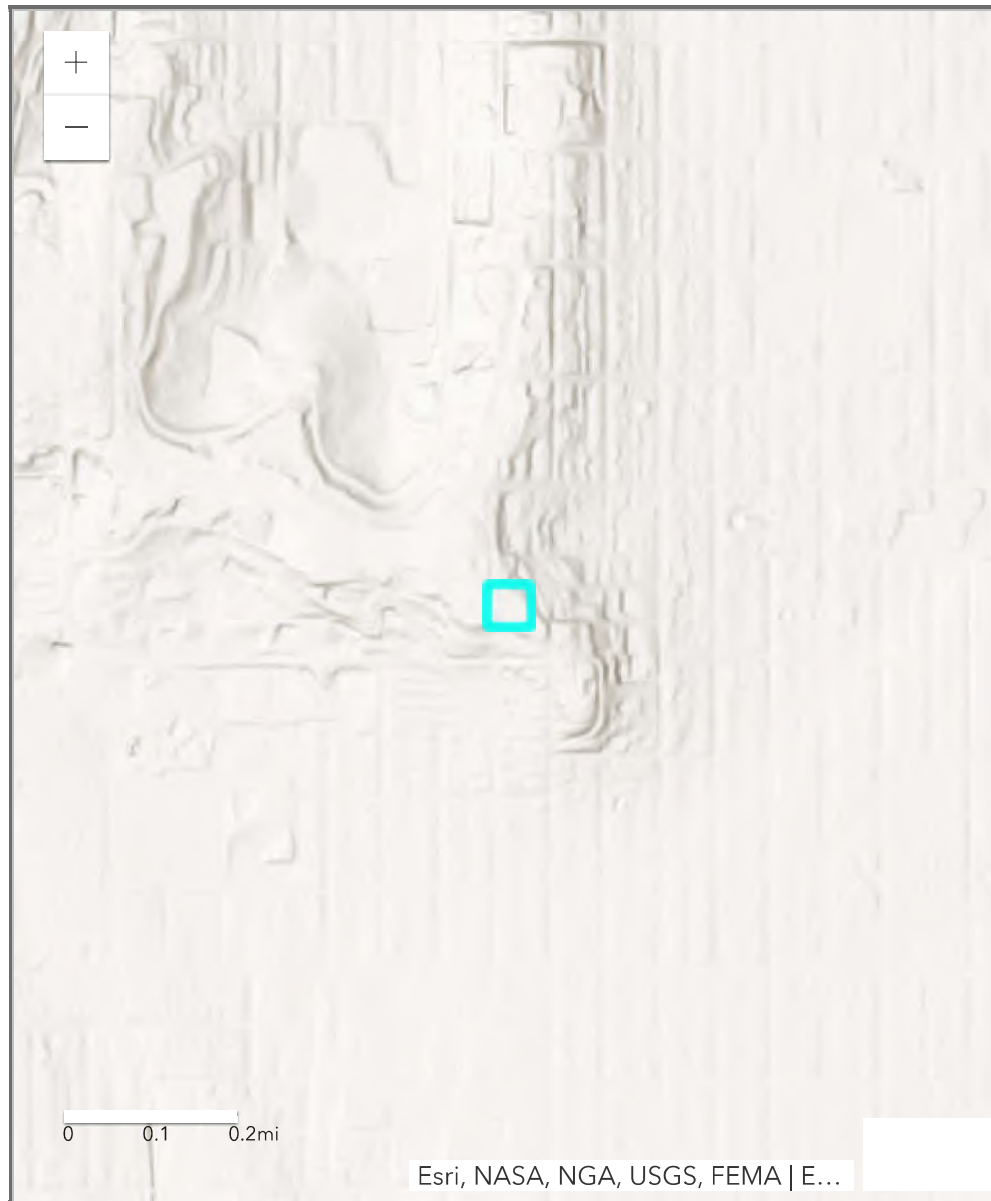 +
−
0 0.1 0.2mi
Esri, NASA, NGA, USGS, FEMA | E...